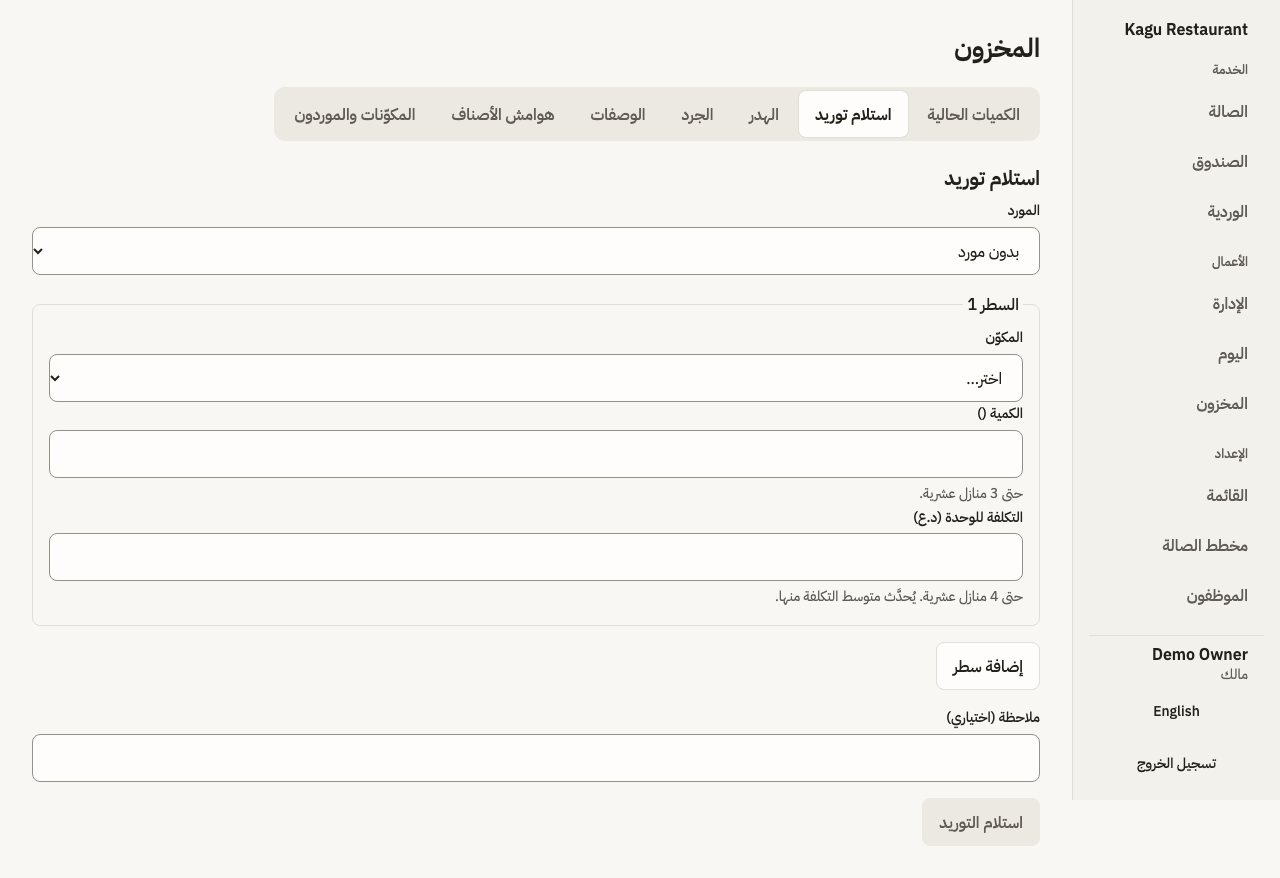 Kagu Restaurant
الخدمة
الصالة
الصندوق
الوردية
الأعمال
الإدارة
اليوم
المخزون
الإعداد
القائمة
مخطط الصالة
الموظفون
Demo Owner
مالك
English
تسجيل الخروج
المخزون
الكميات الحالية استلام توريد الهدر الجرد الوصفات هوامش الأصناف المكوّنات والموردون
استلام توريد
المورد
بدون مورد
السطر 1
المكوّن
اختر...
الكمية ()
حتى 3 منازل عشرية.
التكلفة للوحدة (د.ع)
حتى 4 منازل عشرية. يُحدَّث متوسط التكلفة منها.
إضافة سطر
ملاحظة (اختياري)
استلام التوريد